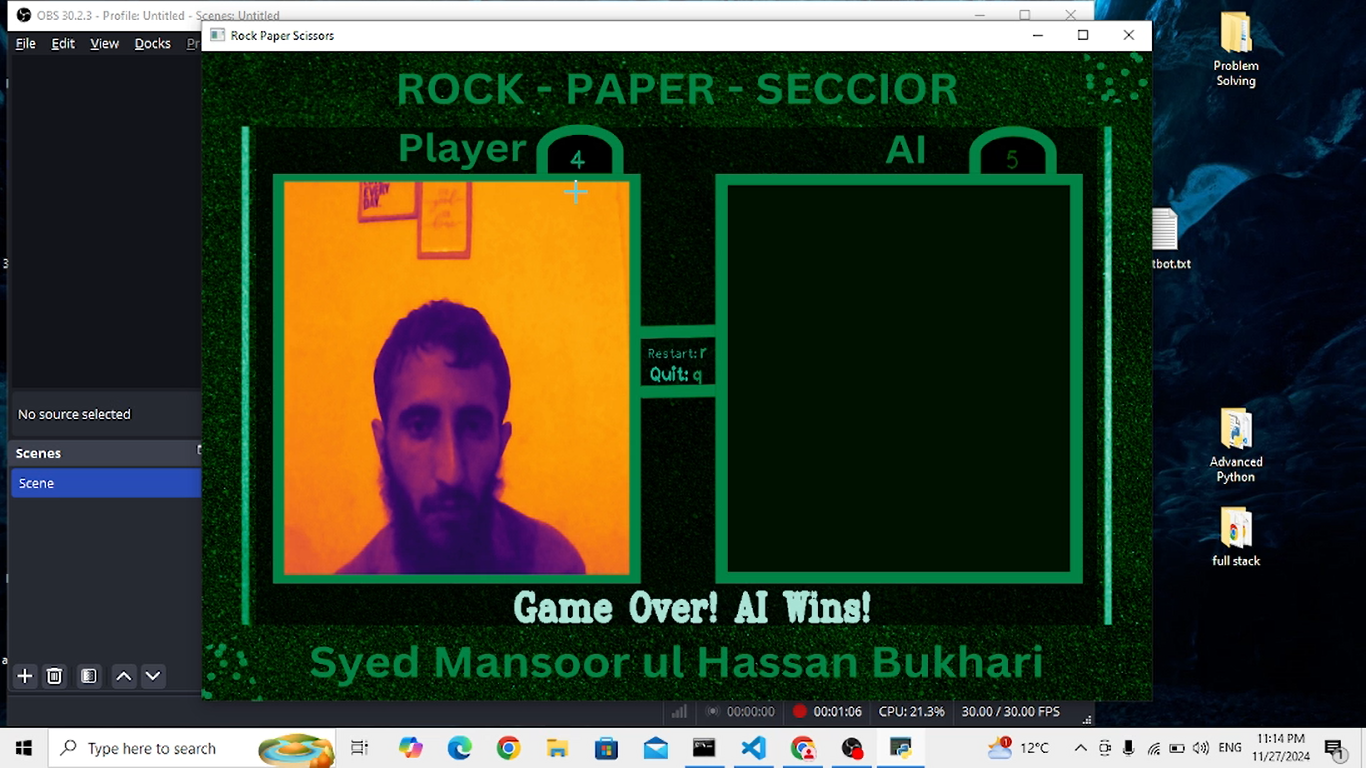 OBS 30.2.3 - Profile: Untitled - Scenes: Untitled
Rock Paper Scissors
File Edit View Docks Pr
ROCK - PAPER - SECCIOR
Player 4
AI 5
EVERY
DAY.
Restart: r
Quit: q
Game Over! AI Wins!
Syed Mansoor ul Hassan Bukhari
No source selected
Scenes
Scene
00:00:00 00:01:06 CPU: 21.3% 30.00 / 30.00 FPS
Problem
Solving
tbot.txt
Advanced
Python
full stack
Type here to search
12°C
ENG
11:14 PM
11/27/2024